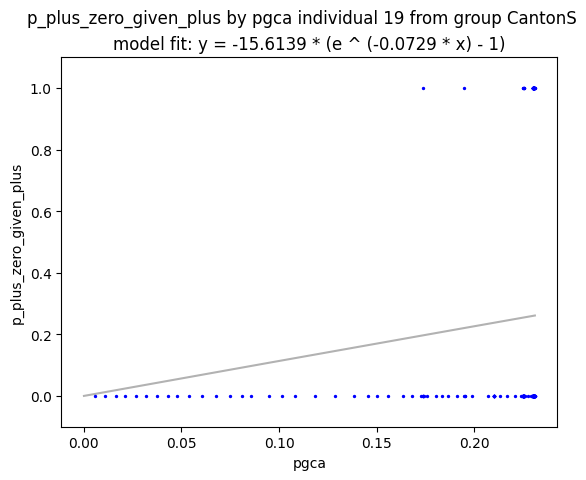 p_plus_zero_given_plus by pgca individual 19 from group CantonS
model fit: y = -15.6139 * (e ^ (-0.0729 * x) - 1)
1.0
0.8
0.6
0.4
0.2
0.0
p_plus_zero_given_plus
0.00 0.05 0.10 0.15 0.20
pgca